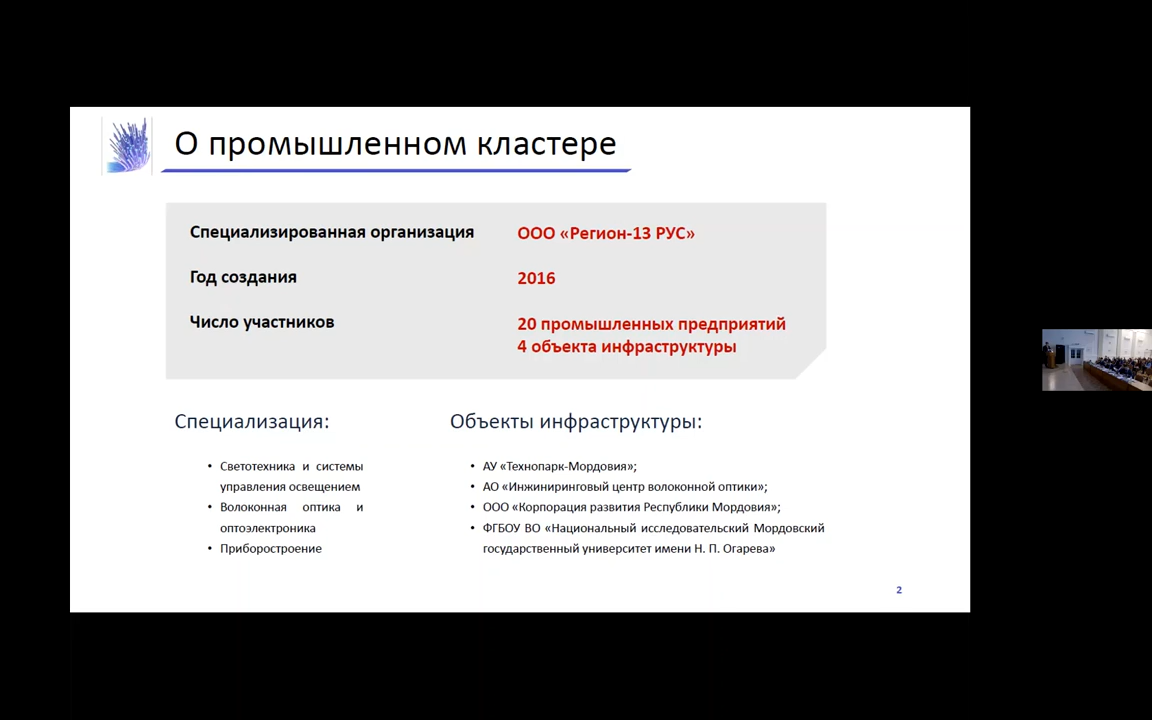 О промышленном кластере
Специализированная организация
ООО «Регион-13 РУС»
Год создания
2016
Число участников
20 промышленных предприятий
4 объекта инфраструктуры
Специализация:
• Светотехника и системы
управления освещением
• Волоконная оптика и
оптоэлектроника
• Приборостроение
Объекты инфраструктуры:
• АУ «Технопарк-Мордовия»;
• АО «Инжиниринговый центр волоконной оптики»;
• ООО «Корпорация развития Республики Мордовия»;
• ФГБОУ ВО «Национальный исследовательский Мордовский
государственный университет имени Н. П. Огарева»
2